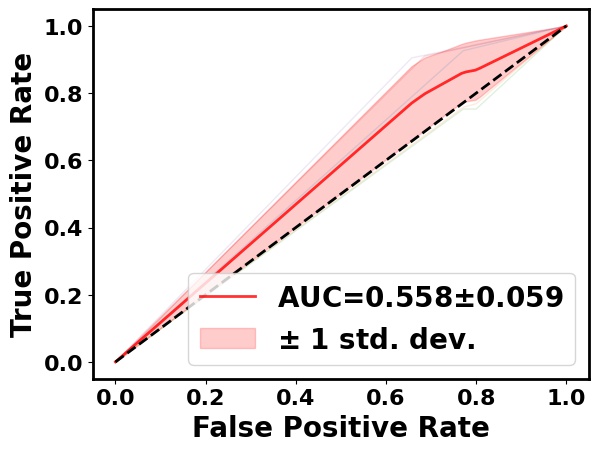 True Positive Rate
1.0
0.8
0.6
0.4
0.2
0.0
AUC=0.558±0.059
± 1 std. dev.
0.0 0.2 0.4 0.6 0.8 1.0
False Positive Rate